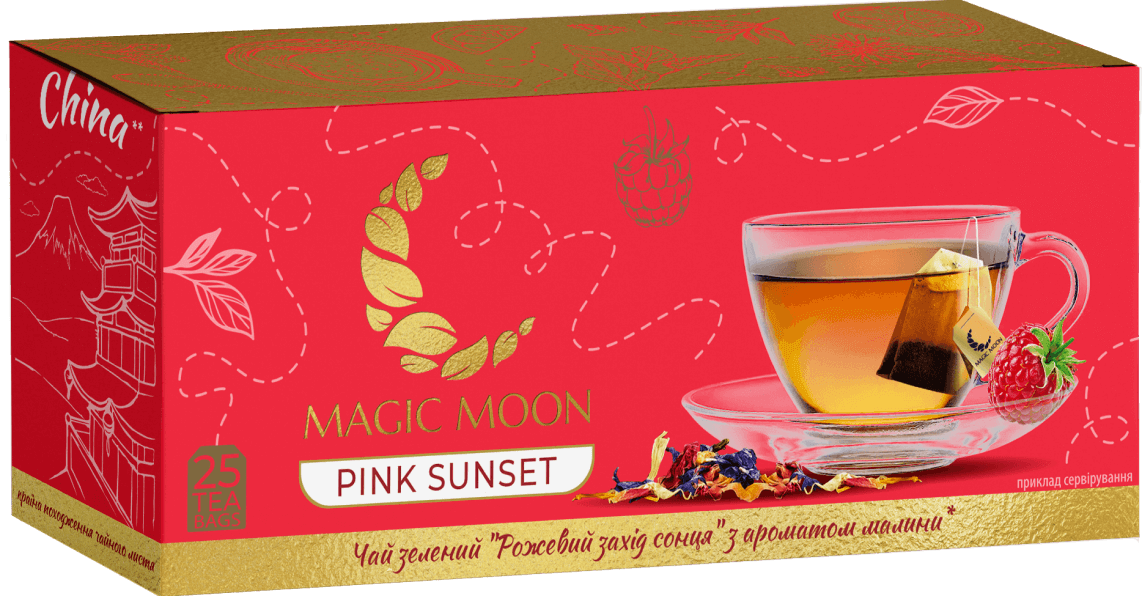 China**
MAGIC MOON
PINK SUNSET
25
TEA
BAGS
MAGIC MOON
приклад сервірування
країна походження чайного листа
Чай зелений "Рожевий захід сонця" з ароматом малини*